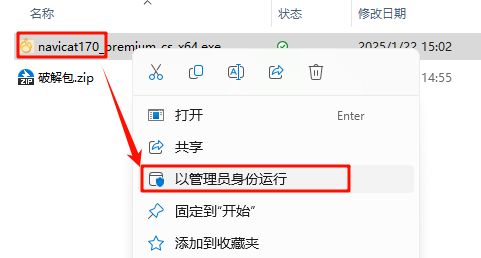 名称 状态 修改日期
navicat170_premium_cs_x64.exe 2025/1/22 15:02
破解包.zip 14:55
打开 Enter
共享
以管理员身份运行
固定到"开始"
添加到收藏夹